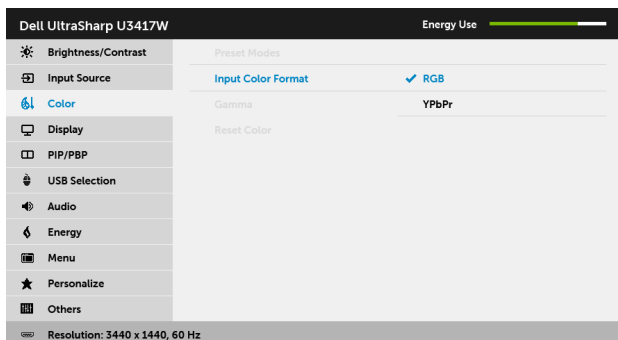 Dell UltraSharp U3417W Energy Use
Brightness/Contrast Preset Modes
Input Source Input Color Format RGB
Color Gamma YPbPr
Display Reset Color
PIP/PBP
USB Selection
Audio
Energy
Menu
Personalize
Others
Resolution: 3440 x 1440, 60 Hz